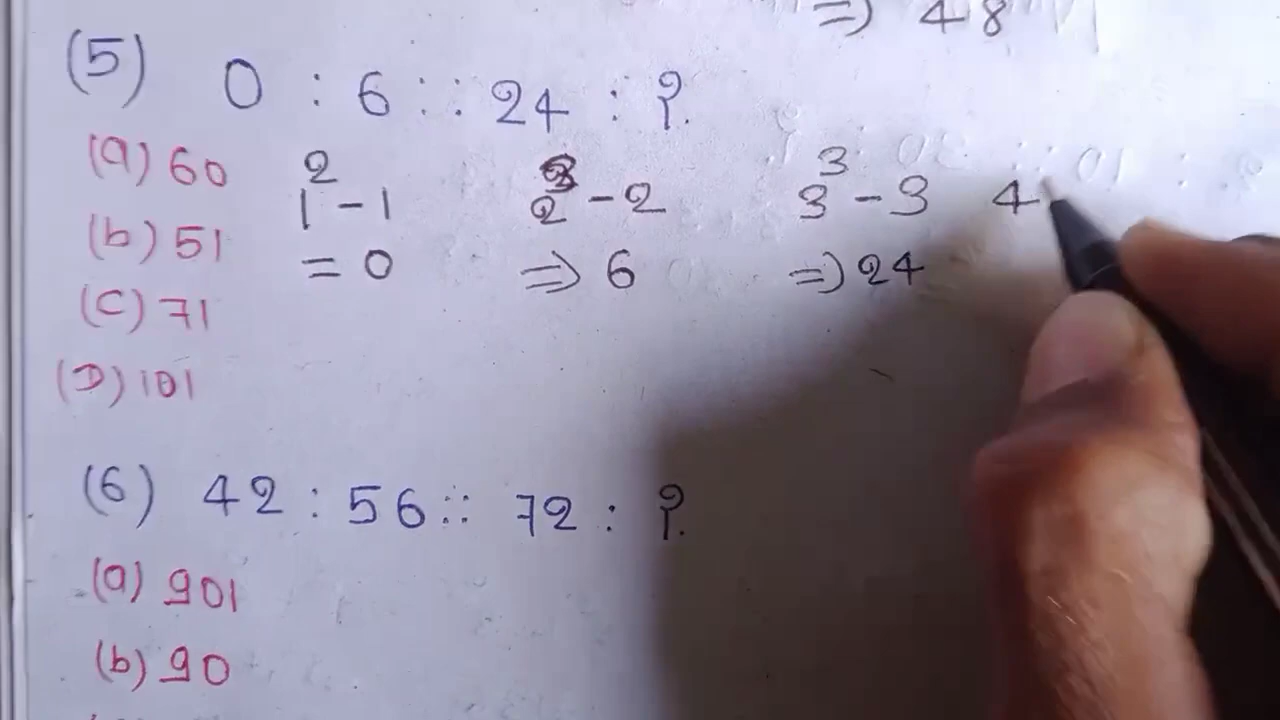 => 48
(5) 0 : 6 :: 24 : ?
(a) 60
1² - 1 2³ - 2 3³ - 3 4
(b) 51
= 0 => 6 => 24
(C) 71
(D) 101
(6) 42 : 56 :: 72 : ?
(a) 901
(b) 90